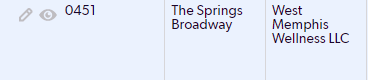 0451
The Springs
Broadway
West
Memphis
Wellness LLC